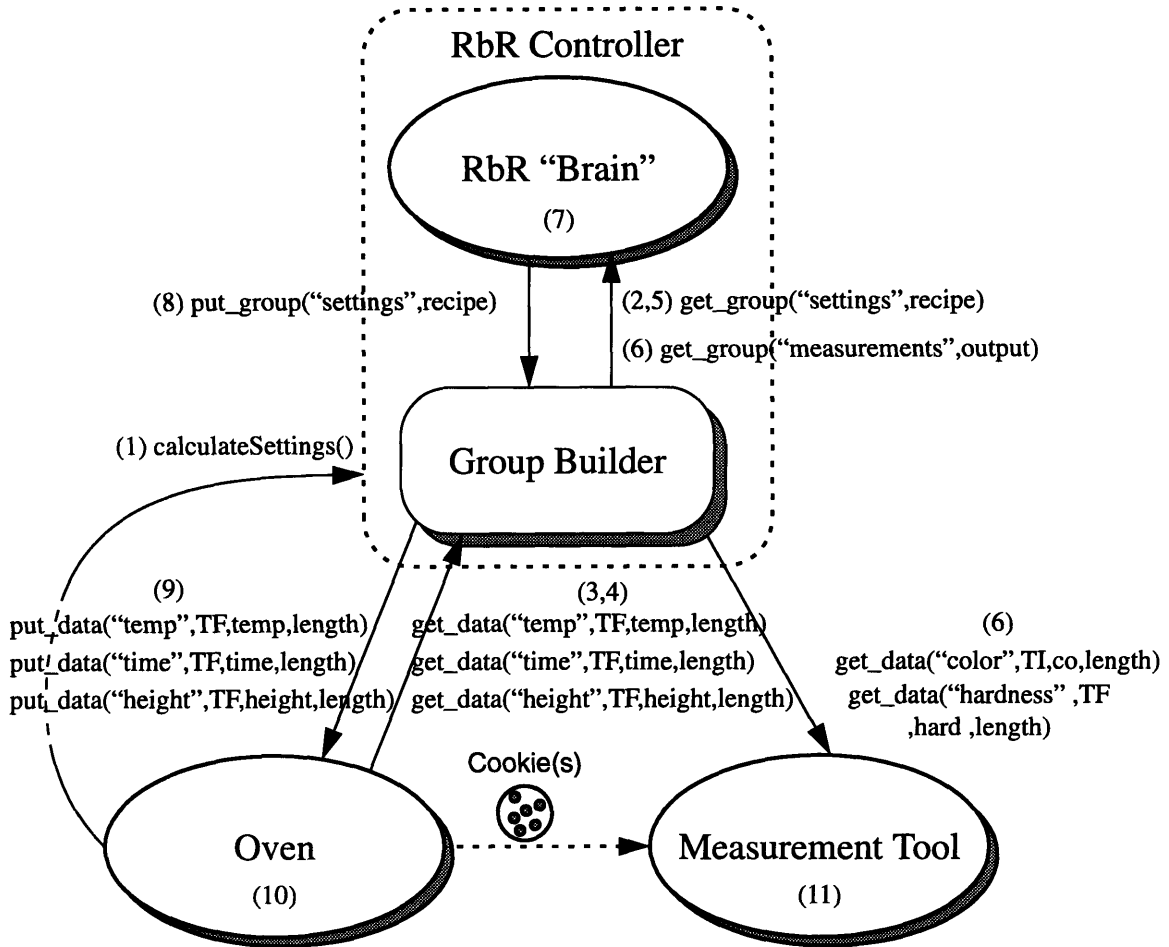 RbR Controller
RbR “Brain”
(7)
(8) put_group(“settings”,recipe)
(2,5) get_group(“settings”,recipe)
(6) get_group(“measurements”,output)
(1) calculateSettings()
Group Builder
(9)
put_data(“temp”,TF,temp,length)
put_data(“time”,TF,time,length)
put_data(“height”,TF,height,length)
(3,4)
get_data(“temp”,TF,temp,length)
get_data(“time”,TF,time,length)
get_data(“height”,TF,height,length)
(6)
get_data(“color”,TI,co,length)
get_data(“hardness” ,TF
,hard ,length)
Cookie(s)
Oven
(10)
Measurement Tool
(11)